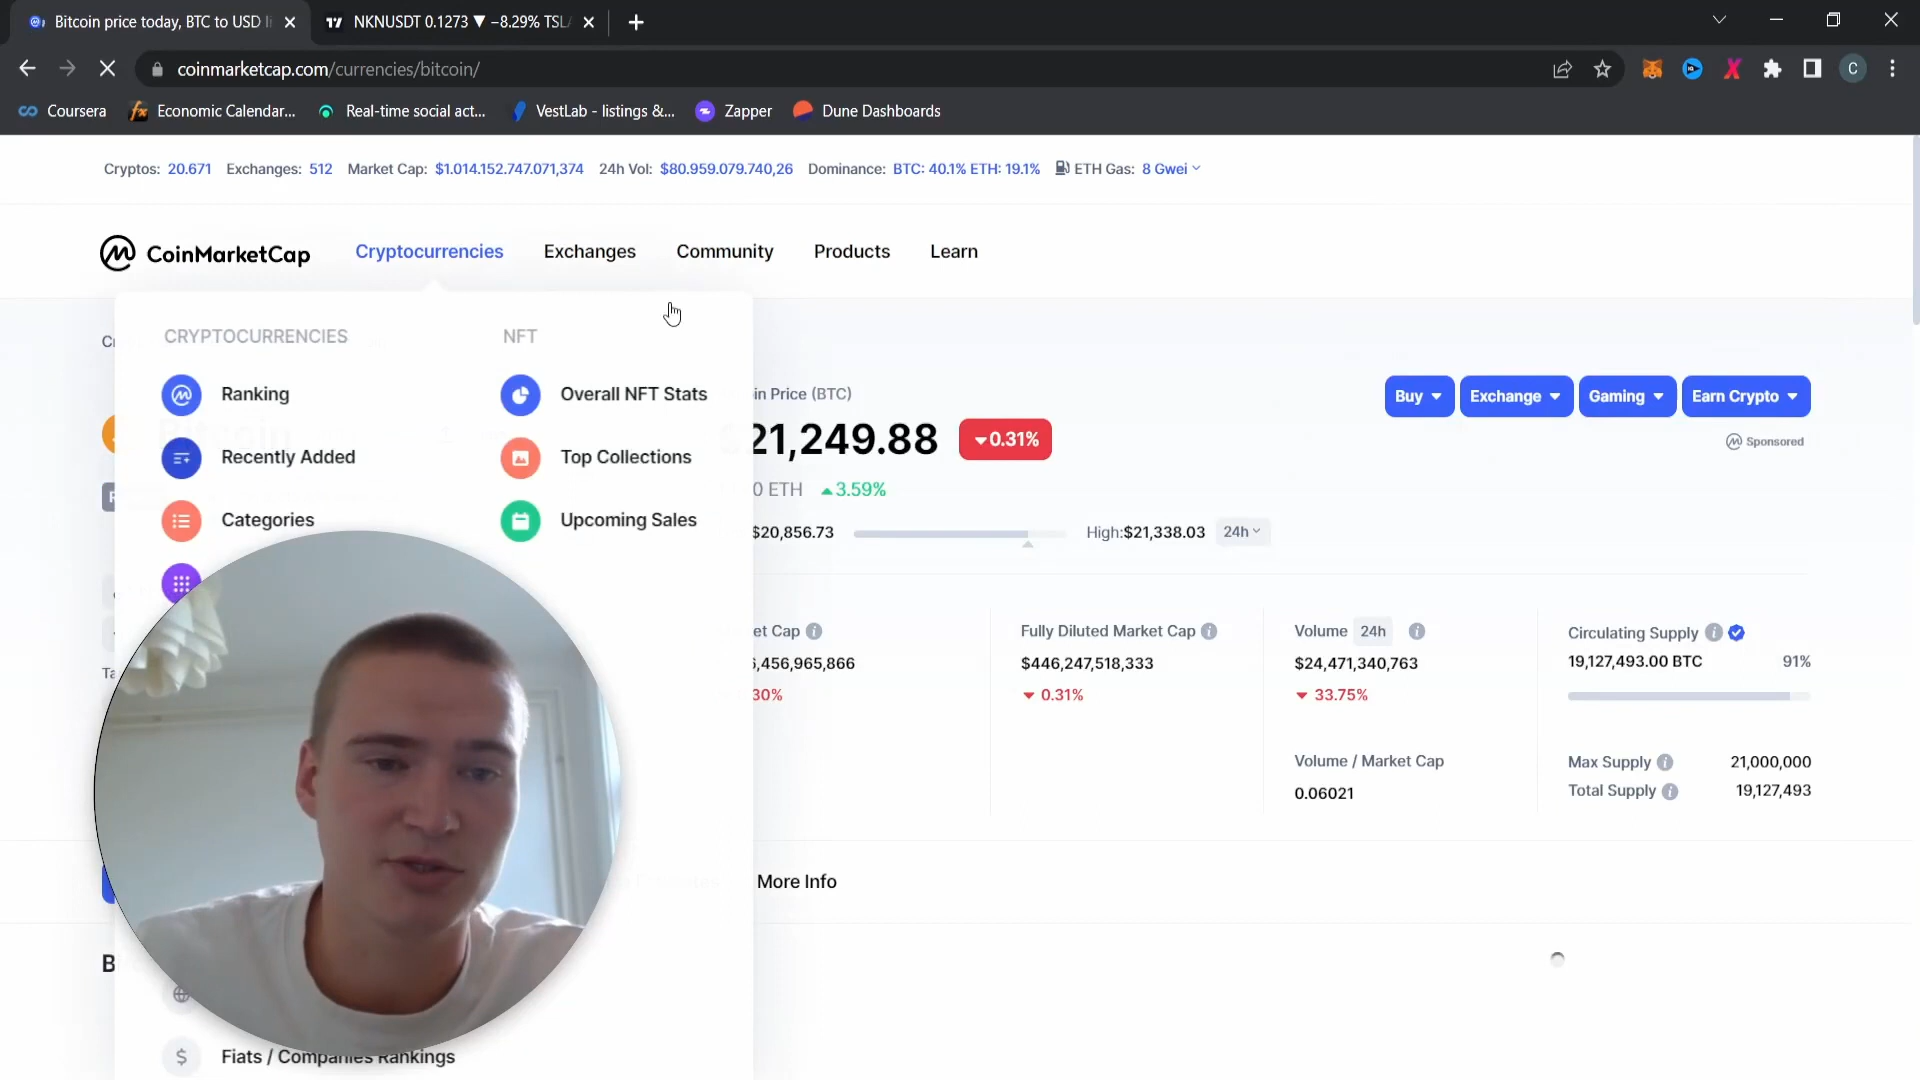 Bitcoin price today, BTC to USD li
NKNUSDT 0.1273 ▼ −8.29% TSLA
coinmarketcap.com/currencies/bitcoin/
C
Coursera
Economic Calendar...
Real-time social act...
VestLab - listings &...
Zapper
Dune Dashboards
Cryptos: 20.671 Exchanges: 512 Market Cap: $1.014.152.747.071,374 24h Vol: $80.959.079.740,26 Dominance: BTC: 40.1% ETH: 19.1% ETH Gas: 8 Gwei
CoinMarketCap
Cryptocurrencies
Exchanges
Community
Products
Learn
CRYPTOCURRENCIES
NFT
Ranking
Overall NFT Stats
Recently Added
Top Collections
Categories
Upcoming Sales
Fiats / Companies Rankings
Bitcoin
in Price (BTC)
21,249.88
0.31%
0 ETH 3.59%
$20,856.73
High:$21,338.03
24h
Buy
Exchange
Gaming
Earn Crypto
Sponsored
et Cap
,456,965,866
30%
Fully Diluted Market Cap
$446,247,518,333
0.31%
Volume 24h
$24,471,340,763
33.75%
Volume / Market Cap
0.06021
Circulating Supply
19,127,493.00 BTC
91%
Max Supply
21,000,000
Total Supply
19,127,493
More Info
B